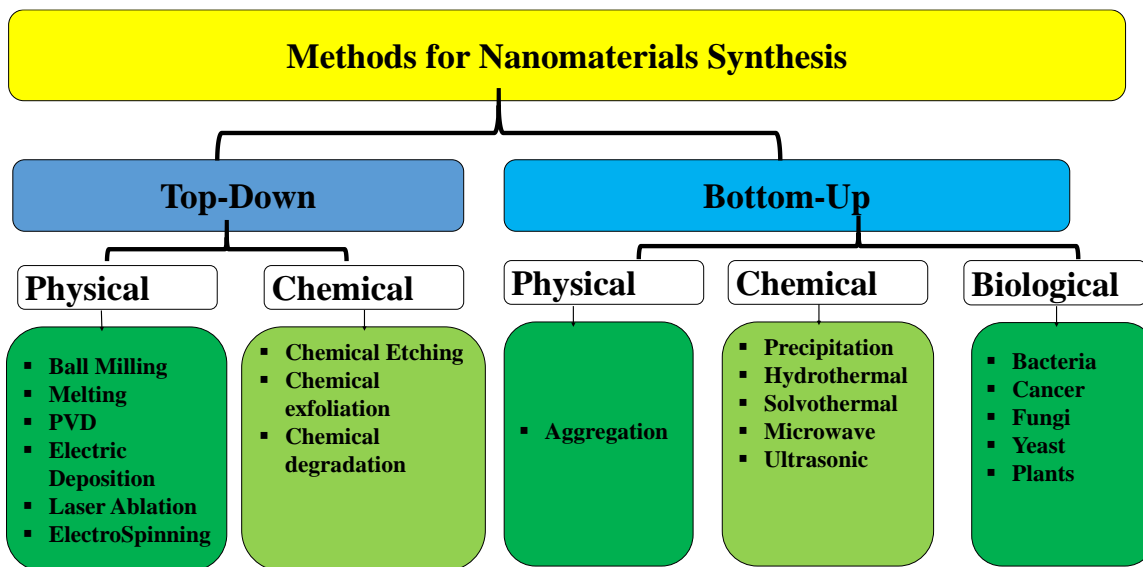 Methods for Nanomaterials Synthesis
Top-Down
Bottom-Up
Physical
Chemical
Physical
Chemical
Biological
▪ Ball Milling
▪ Melting
▪ PVD
▪ Electric
Deposition
▪ Laser Ablation
▪ ElectroSpinning
▪ Chemical Etching
▪ Chemical
exfoliation
▪ Chemical
degradation
▪ Aggregation
▪ Precipitation
▪ Hydrothermal
▪ Solvothermal
▪ Microwave
▪ Ultrasonic
▪ Bacteria
▪ Cancer
▪ Fungi
▪ Yeast
▪ Plants